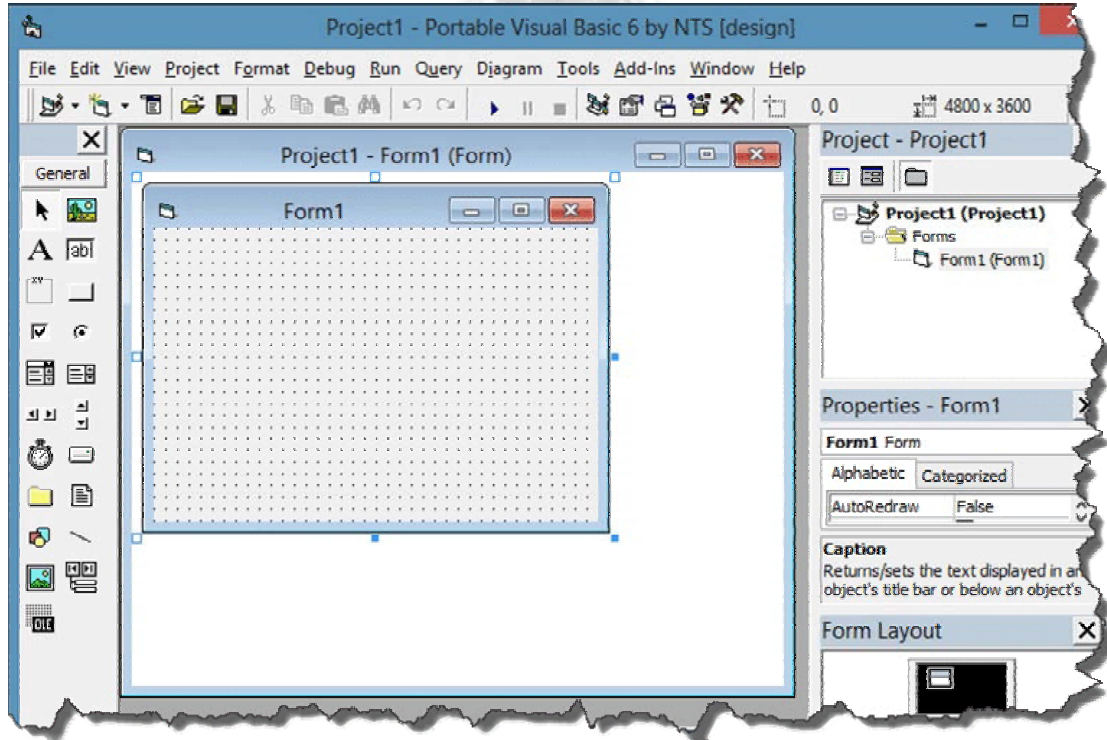 Project1 - Portable Visual Basic 6 by NTS [design]
File Edit View Project Format Debug Run Query Diagram Tools Add-Ins Window Help
0, 0 4800 x 3600
General
A ab
XY
OLE
Project1 - Form1 (Form)
Form1
Project - Project1
Project1 (Project1)
Forms
Form1 (Form1)
Properties - Form1
Form1 Form
Alphabetic Categorized
AutoRedraw False
Caption
Returns/sets the text displayed in an
object's title bar or below an object's
Form Layout